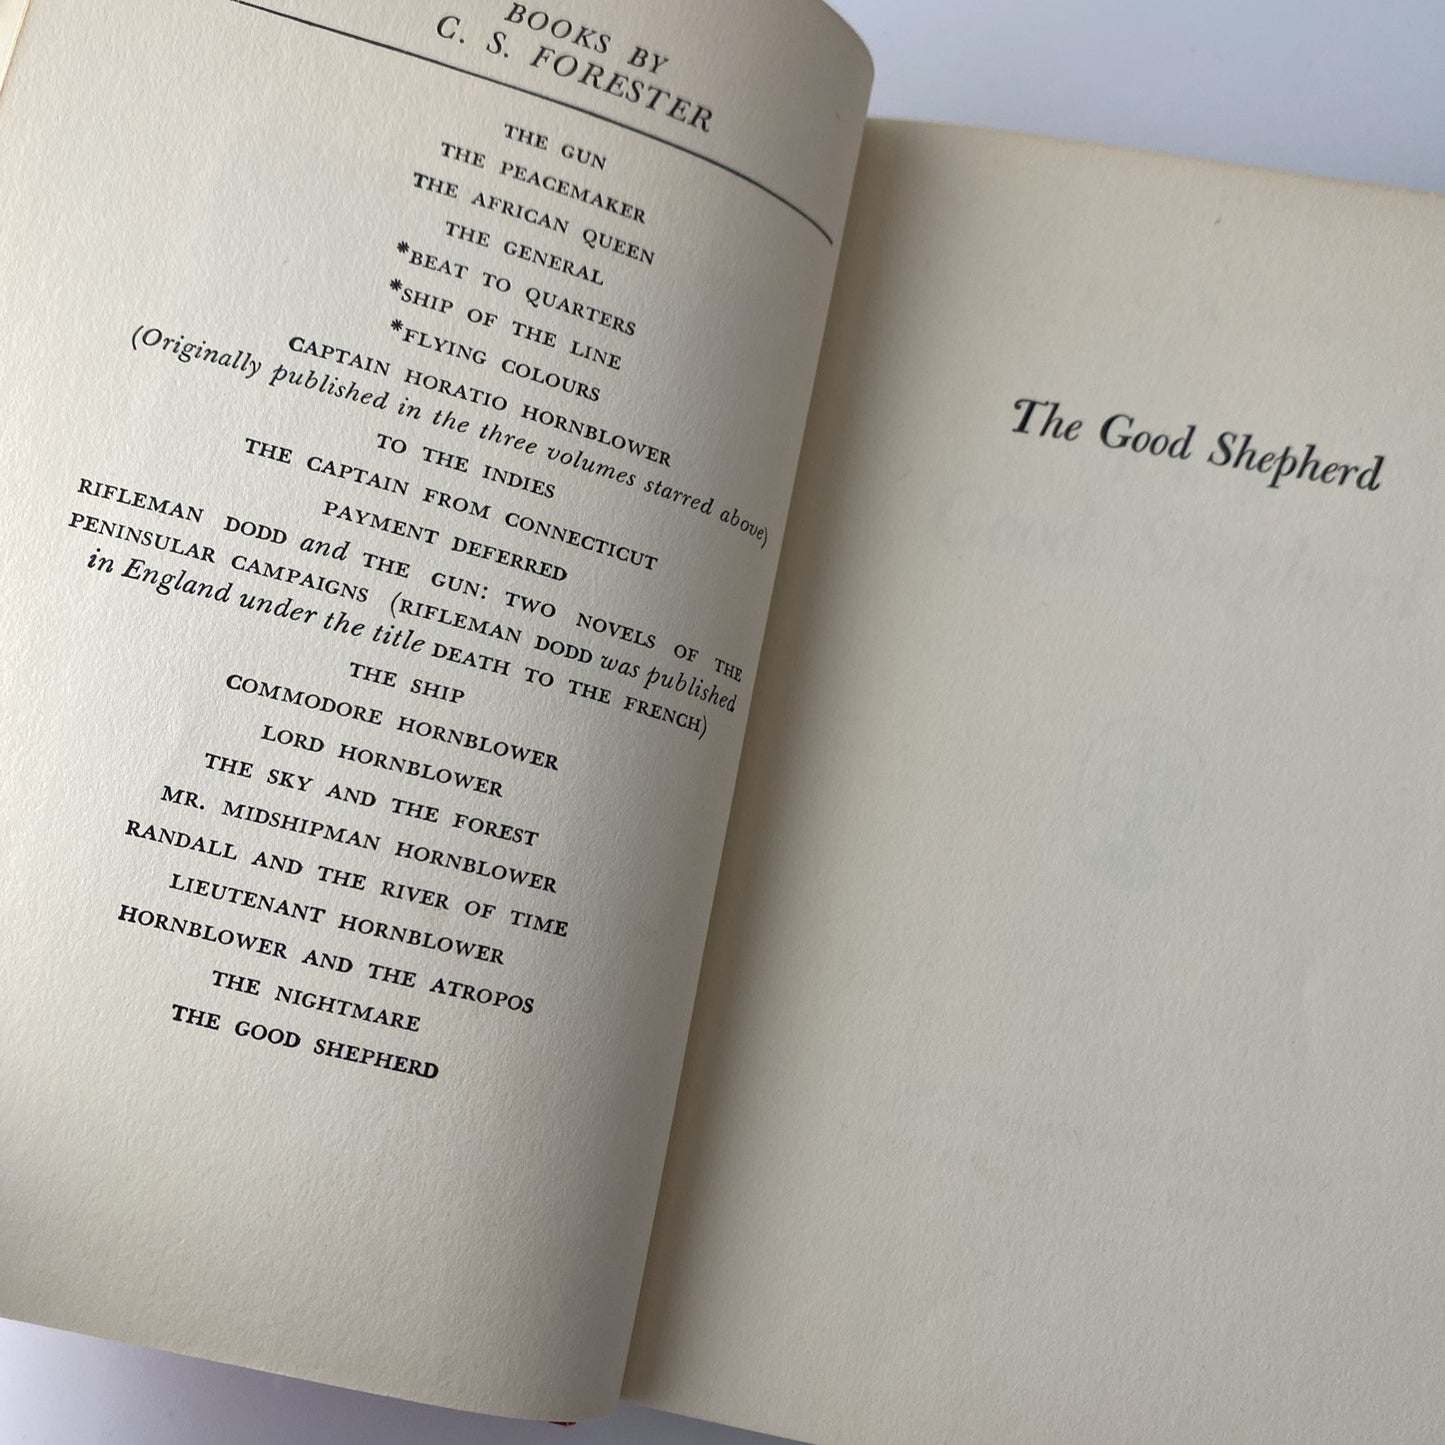 BOOKS BY
C. S. FORESTER
THE GUN
THE PEACEMAKER
THE AFRICAN QUEEN
THE GENERAL
*BEAT TO QUARTERS
*SHIP OF THE LINE
*FLYING COLOURS
CAPTAIN HORATIO HORNBLOWER
(Originally published in the three volumes starred above)
TO THE INDIES
THE CAPTAIN FROM CONNECTICUT
PAYMENT DEFERRED
RIFLEMAN DODD and THE GUN: TWO NOVELS OF THE
PENINSULAR CAMPAIGNS (RIFLEMAN DODD was published
in England under the title DEATH TO THE FRENCH)
THE SHIP
COMMODORE HORNBLOWER
LORD HORNBLOWER
THE SKY AND THE FOREST
MR. MIDSHIPMAN HORNBLOWER
RANDALL AND THE RIVER OF TIME
LIEUTENANT HORNBLOWER
HORNBLOWER AND THE ATROPOS
THE NIGHTMARE
THE GOOD SHEPHERD
The Good Shepherd